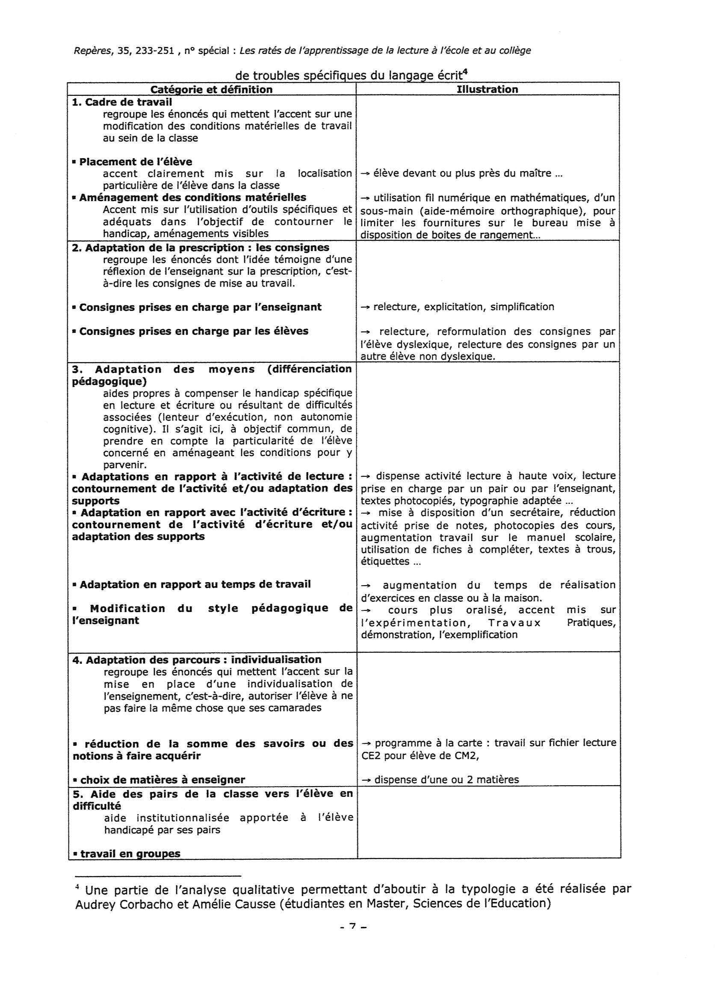 Repères, 35, 233-251 , n° spécial : Les ratés de l'apprentissage de la lecture à l'école et au collège
de troubles spécifiques du langage écrit⁴
Catégorie et définition
Illustration
1. Cadre de travail
regroupe les énoncés qui mettent l'accent sur une
modification des conditions matérielles de travail
au sein de la classe
▪ Placement de l'élève
accent clairement mis sur la localisation
particulière de l'élève dans la classe
→ élève devant ou plus près du maître ...
▪ Aménagement des conditions matérielles
Accent mis sur l'utilisation d'outils spécifiques et
adéquats dans l'objectif de contourner le
handicap, aménagements visibles
→ utilisation fil numérique en mathématiques, d'un
sous-main (aide-mémoire orthographique), pour
limiter les fournitures sur le bureau mise à
disposition de boites de rangement...
2. Adaptation de la prescription : les consignes
regroupe les énoncés dont l'idée témoigne d'une
réflexion de l'enseignant sur la prescription, c'est-
à-dire les consignes de mise au travail.
▪ Consignes prises en charge par l'enseignant
→ relecture, explicitation, simplification
▪ Consignes prises en charge par les élèves
→ relecture, reformulation des consignes par
l'élève dyslexique, relecture des consignes par un
autre élève non dyslexique.
3. Adaptation des moyens (différenciation
pédagogique)
aides propres à compenser le handicap spécifique
en lecture et écriture ou résultant de difficultés
associées (lenteur d'exécution, non autonomie
cognitive). Il s'agit ici, à objectif commun, de
prendre en compte la particularité de l'élève
concerné en aménageant les conditions pour y
parvenir.
▪ Adaptations en rapport à l'activité de lecture :
contournement de l'activité et/ou adaptation des
supports
→ dispense activité lecture à haute voix, lecture
prise en charge par un pair ou par l'enseignant,
textes photocopiés, typographie adaptée ...
▪ Adaptation en rapport avec l'activité d'écriture :
contournement de l'activité d'écriture et/ou
adaptation des supports
→ mise à disposition d'un secrétaire, réduction
activité prise de notes, photocopies des cours,
augmentation travail sur le manuel scolaire,
utilisation de fiches à compléter, textes à trous,
étiquettes ...
▪ Adaptation en rapport au temps de travail
→ augmentation du temps de réalisation
d'exercices en classe ou à la maison.
▪ Modification du style pédagogique de
l'enseignant
→ cours plus oralisé, accent mis sur
l'expérimentation, Travaux Pratiques,
démonstration, l'exemplification
4. Adaptation des parcours : individualisation
regroupe les énoncés qui mettent l'accent sur la
mise en place d'une individualisation de
l'enseignement, c'est-à-dire, autoriser l'élève à ne
pas faire la même chose que ses camarades
▪ réduction de la somme des savoirs ou des
notions à faire acquérir
→ programme à la carte : travail sur fichier lecture
CE2 pour élève de CM2,
▪ choix de matières à enseigner
→ dispense d'une ou 2 matières
5. Aide des pairs de la classe vers l'élève en
difficulté
aide institutionnalisée apportée à l'élève
handicapé par ses pairs
▪ travail en groupes
⁴ Une partie de l'analyse qualitative permettant d'aboutir à la typologie a été réalisée par
Audrey Corbacho et Amélie Causse (étudiantes en Master, Sciences de l'Education)
- 7 -